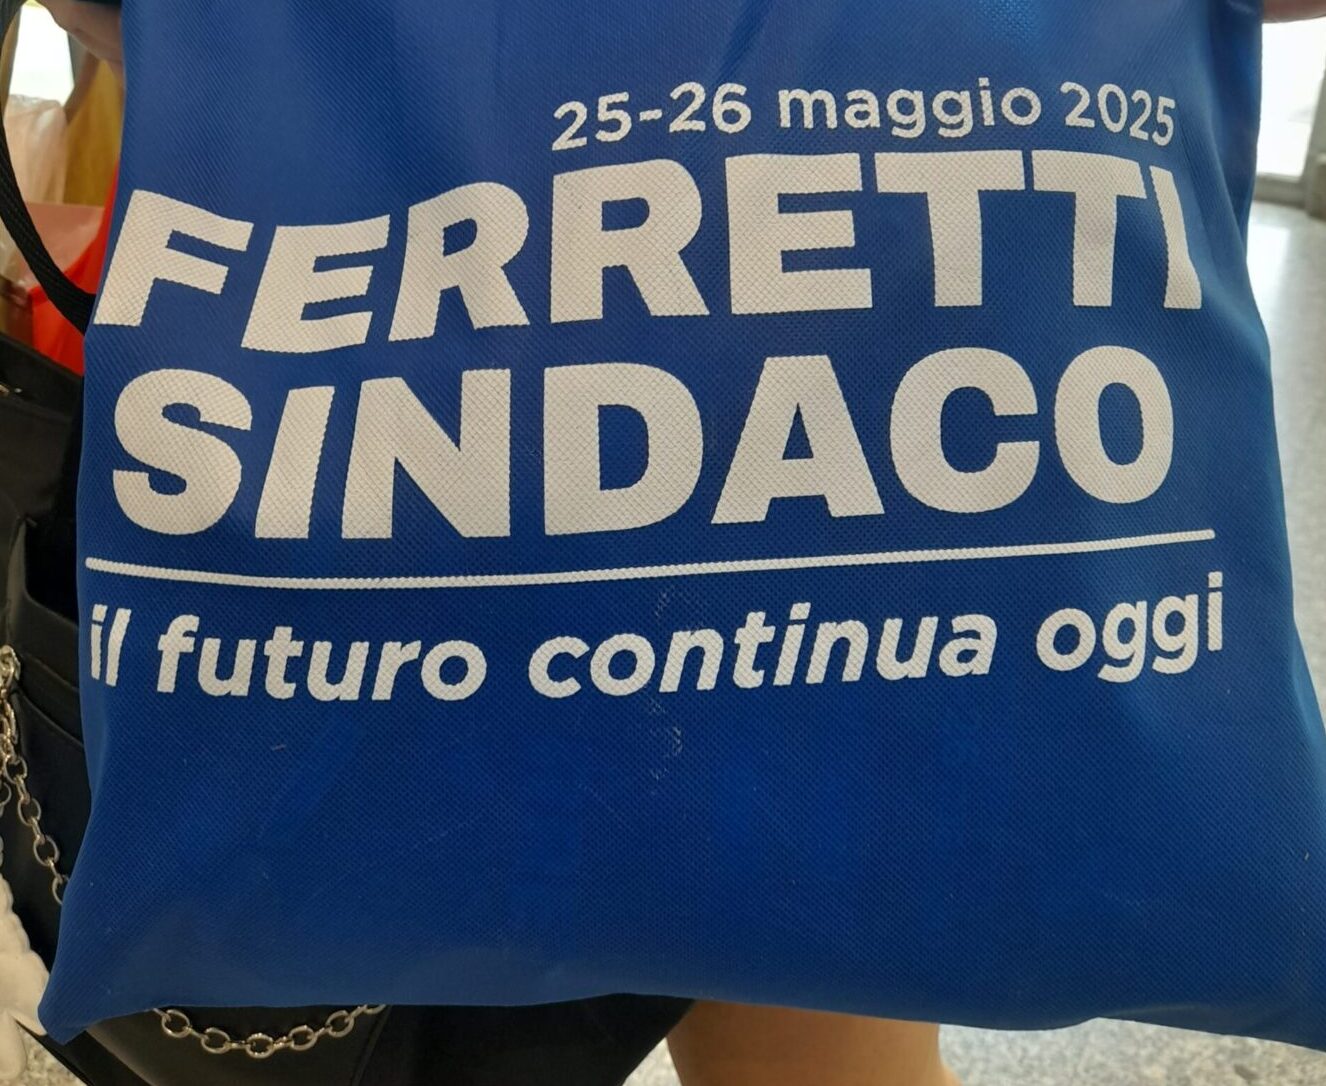 25-26 maggio 2025
FERRETTI
SINDACO
il futuro continua oggi